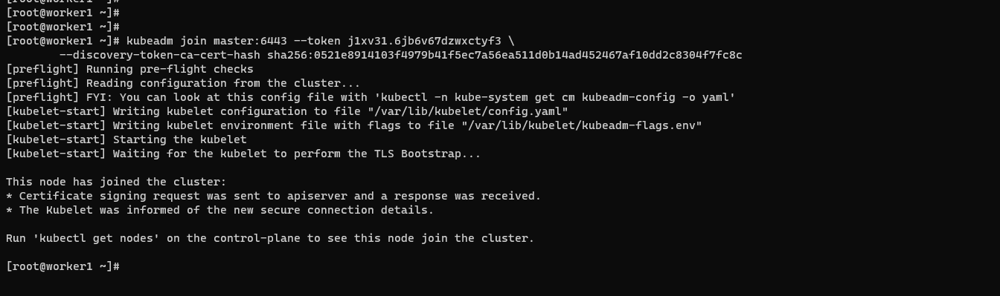 [root@worker1 ~]#
[root@worker1 ~]#
[root@worker1 ~]#
[root@worker1 ~]# kubeadm join master:6443 --token j1xv31.6jb6v67dzwxctyf3 \
        --discovery-token-ca-cert-hash sha256:0521e8914103f4979b41f5ec7a56ea511d0b14ad452467af10dd2c8304f7fc8c
[preflight] Running pre-flight checks
[preflight] Reading configuration from the cluster...
[preflight] FYI: You can look at this config file with 'kubectl -n kube-system get cm kubeadm-config -o yaml'
[kubelet-start] Writing kubelet configuration to file "/var/lib/kubelet/config.yaml"
[kubelet-start] Writing kubelet environment file with flags to file "/var/lib/kubelet/kubeadm-flags.env"
[kubelet-start] Starting the kubelet
[kubelet-start] Waiting for the kubelet to perform the TLS Bootstrap...

This node has joined the cluster:
* Certificate signing request was sent to apiserver and a response was received.
* The Kubelet was informed of the new secure connection details.

Run 'kubectl get nodes' on the control-plane to see this node join the cluster.

[root@worker1 ~]#